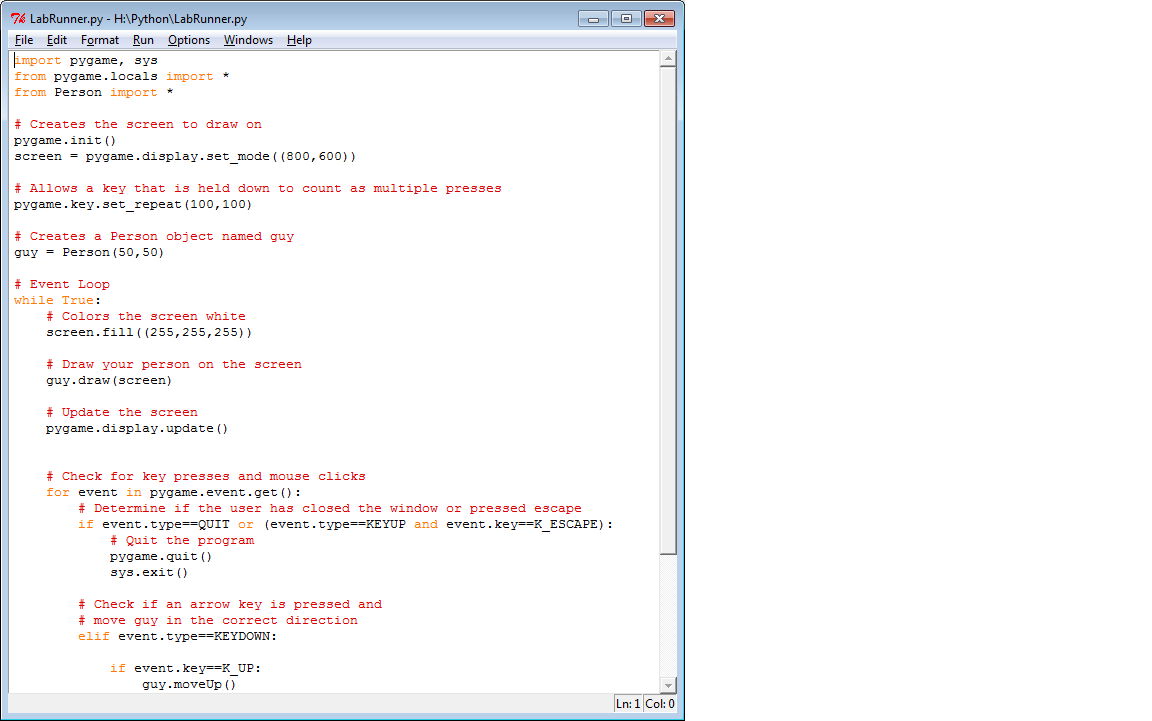 LabRunner.py - H:\Python\LabRunner.py
File Edit Format Run Options Windows Help
import pygame, sys
from pygame.locals import *
from Person import *

# Creates the screen to draw on
pygame.init()
screen = pygame.display.set_mode((800,600))

# Allows a key that is held down to count as multiple presses
pygame.key.set_repeat(100,100)

# Creates a Person object named guy
guy = Person(50,50)

# Event Loop
while True:
    # Colors the screen white
    screen.fill((255,255,255))

    # Draw your person on the screen
    guy.draw(screen)

    # Update the screen
    pygame.display.update()


    # Check for key presses and mouse clicks
    for event in pygame.event.get():
        # Determine if the user has closed the window or pressed escape
        if event.type==QUIT or (event.type==KEYUP and event.key==K_ESCAPE):
            # Quit the program
            pygame.quit()
            sys.exit()

        # Check if an arrow key is pressed and
        # move guy in the correct direction
        elif event.type==KEYDOWN:

            if event.key==K_UP:
                guy.moveUp()
Ln: 1 Col: 0